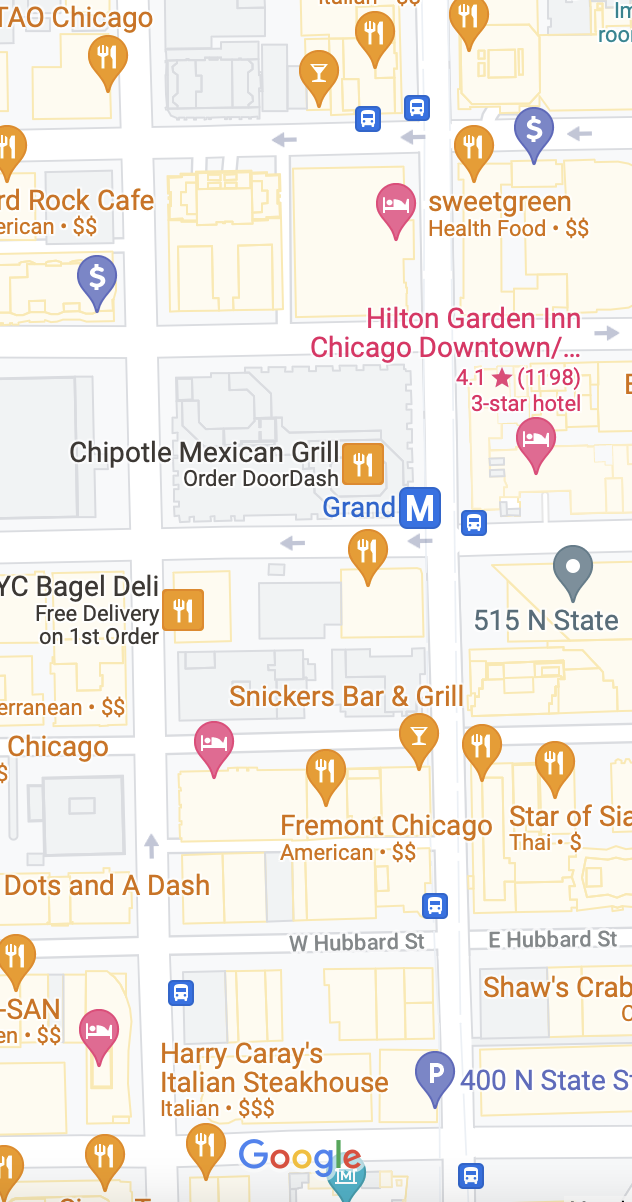 TAO Chicago
Italian · $$
sweetgreen
Health Food • $$
rd Rock Cafe
erican • $$
$
$
Hilton Garden Inn
Chicago Downtown/...
4.1 ★ (1198)
3-star hotel
E
Chipotle Mexican Grill
Order DoorDash
Grand M
YC Bagel Deli
Free Delivery
on 1st Order
515 N State
erranean • $$
Snickers Bar & Grill
Chicago
$
Fremont Chicago
American • $$
Star of Sia
Thai • $
Dots and A Dash
W Hubbard St
E Hubbard St
-SAN
en • $$
Shaw's Crab
Harry Caray's
Italian Steakhouse
Italian • $$$
P 400 N State S
Google